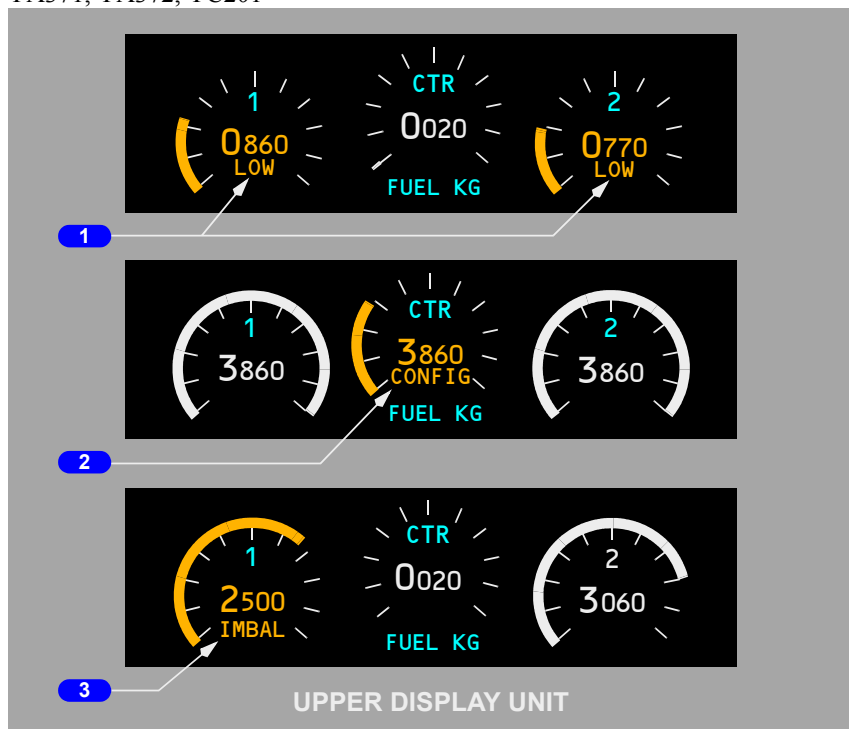 CTR
1 2
0860 0020 0770
LOW LOW
FUEL KG
1
CTR
1 2
3860 3860 3860
CONFIG
FUEL KG
2
CTR
1 2
2500 0020 3060
IMBAL
FUEL KG
3
UPPER DISPLAY UNIT